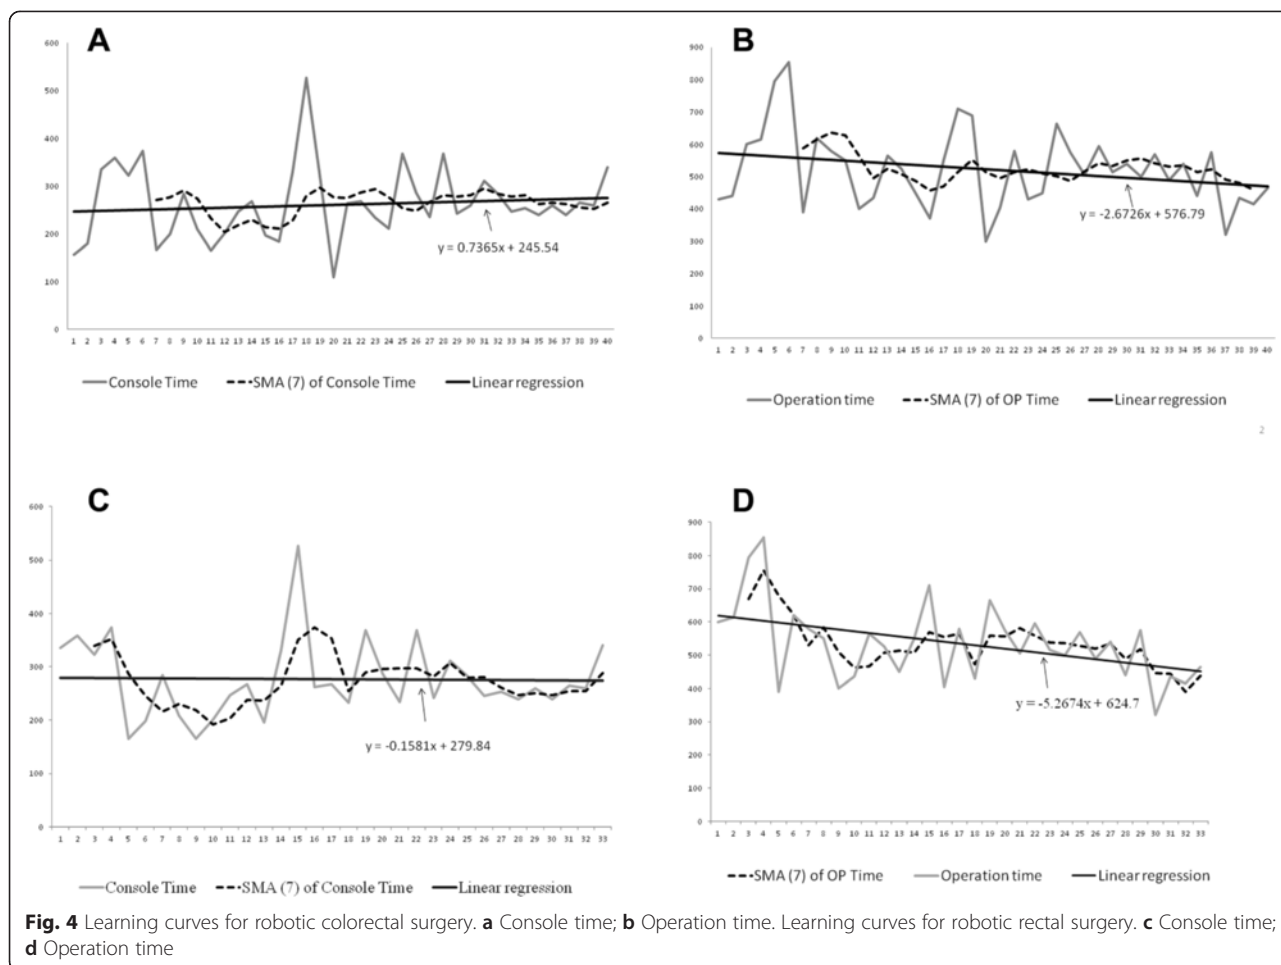 A
600
500
400
300
200
100
0
1 2 3 4 5 6 7 8 9 10 11 12 13 14 15 16 17 18 19 20 21 22 23 24 25 26 27 28 29 30 31 32 33 34 35 36 37 38 39 40
y = 0.7365x + 245.54
Console Time SMA (7) of Console Time Linear regression
B
900
800
700
600
500
400
300
200
100
0
1 2 3 4 5 6 7 8 9 10 11 12 13 14 15 16 17 18 19 20 21 22 23 24 25 26 27 28 29 30 31 32 33 34 35 36 37 38 39 40
y = -2.6726x + 576.79
Operation time SMA (7) of OP Time Linear regression
2
C
600
500
400
300
200
100
0
1 2 3 4 5 6 7 8 9 10 11 12 13 14 15 16 17 18 19 20 21 22 23 24 25 26 27 28 29 30 31 32 33
y = -0.1581x + 279.84
Console Time SMA (7) of Console Time Linear regression
D
900
800
700
600
500
400
300
200
100
0
1 2 3 4 5 6 7 8 9 10 11 12 13 14 15 16 17 18 19 20 21 22 23 24 25 26 27 28 29 30 31 32 33
y = -5.2674x + 624.7
SMA (7) of OP Time Operation time Linear regression
Fig. 4 Learning curves for robotic colorectal surgery. a Console time; b Operation time. Learning curves for robotic rectal surgery. c Console time;
d Operation time